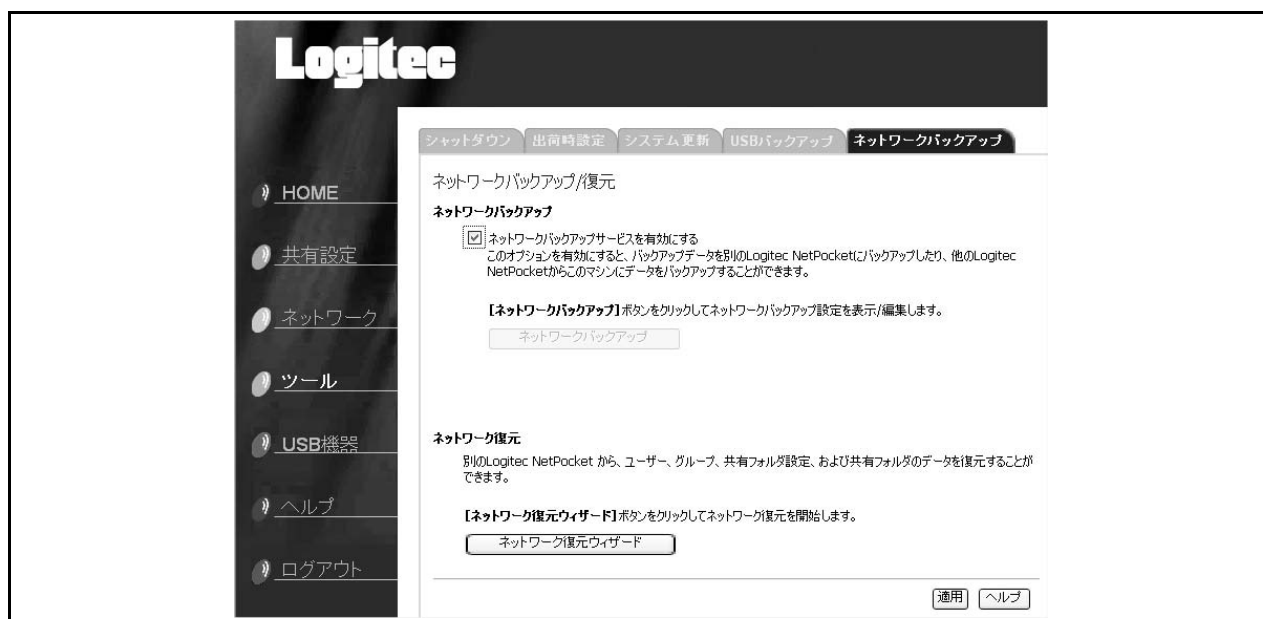 Logitec
シャットダウン 出荷時設定 システム更新 USBバックアップ ネットワークバックアップ
HOME
共有設定
ネットワーク
ツール
USB機器
ヘルプ
ログアウト
ネットワークバックアップ/復元
ネットワークバックアップ
ネットワークバックアップサービスを有効にする
このオプションを有効にすると、バックアップデータを別のLogitec NetPocketにバックアップしたり、他のLogitec
NetPocketからこのマシンにデータをバックアップすることができます。
[ネットワークバックアップ]ボタンをクリックしてネットワークバックアップ設定を表示/編集します。
ネットワークバックアップ
ネットワーク復元
別のLogitec NetPocket から、ユーザー、グループ、共有フォルダ設定、および共有フォルダのデータを復元することが
できます。
[ネットワーク復元ウィザード]ボタンをクリックしてネットワーク復元を開始します。
ネットワーク復元ウィザード
適用 ヘルプ